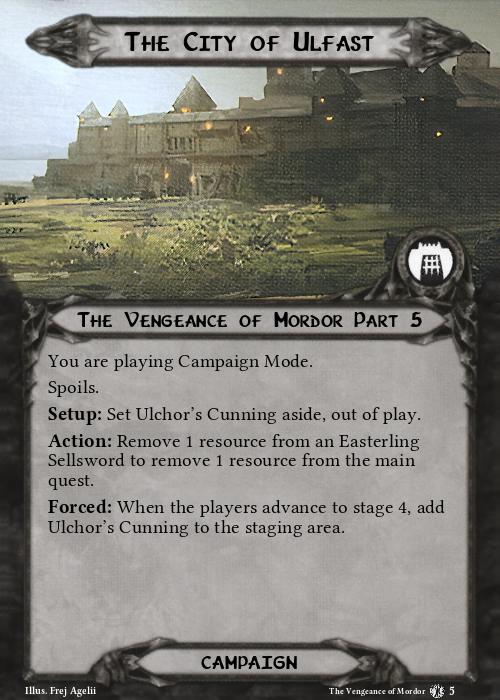 The City of Ulfast
The Vengeance of Mordor Part 5
You are playing Campaign Mode.
Spoils.
Setup: Set Ulchor's Cunning aside, out of play.
Action: Remove 1 resource from an Easterling
Sellsword to remove 1 resource from the main
quest.
Forced: When the players advance to stage 4, add
Ulchor's Cunning to the staging area.
CAMPAIGN
Illus. Frej Agelii
The Vengeance of Mordor 5